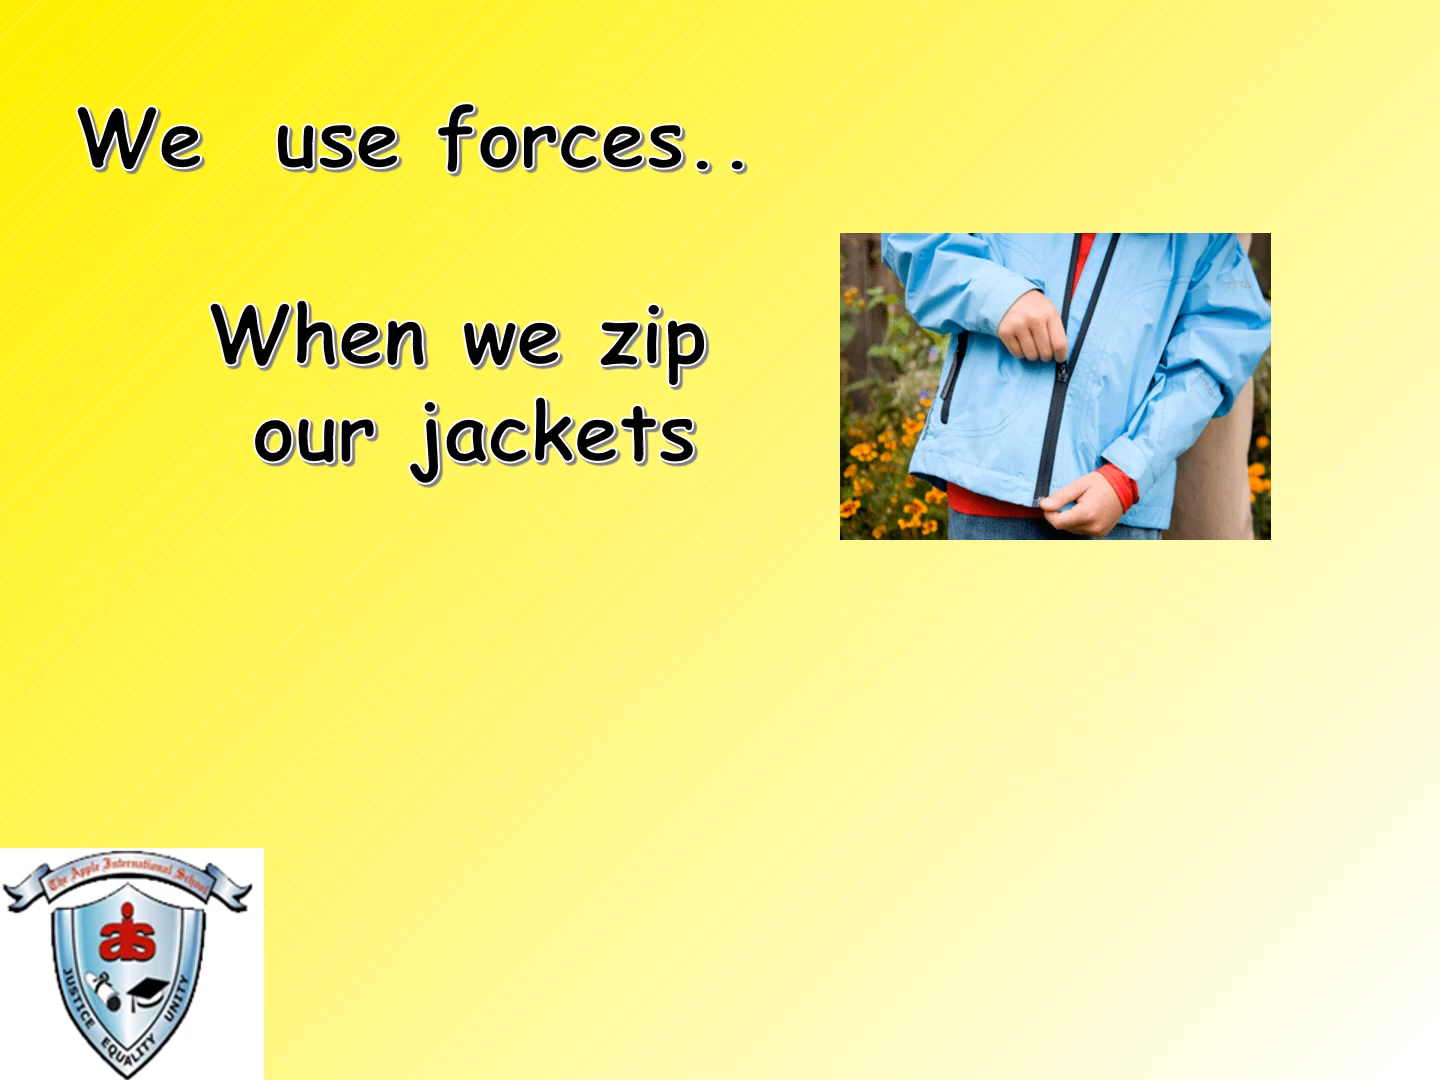 We use forces..
When we zip
our jackets
The Apple International School
ais
JUSTICE EQUALITY UNITY